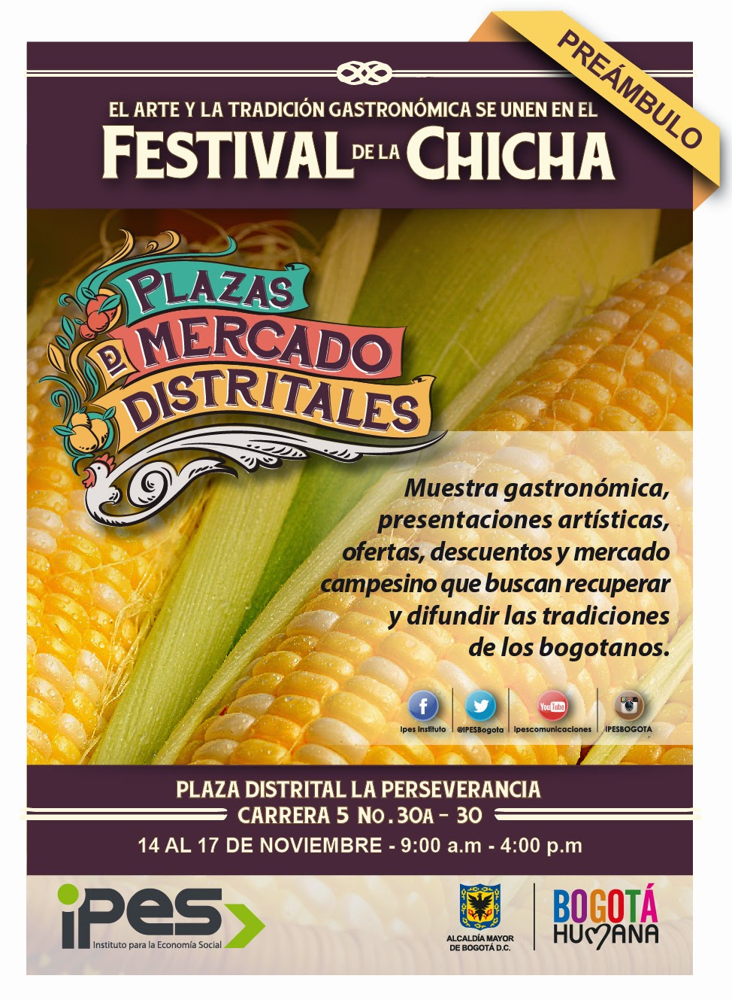 PREÁMBULO
EL ARTE Y LA TRADICIÓN GASTRONÓMICA SE UNEN EN EL
FESTIVAL DE LA CHICHA
PLAZAS
DE MERCADO
DISTRITALES
Muestra gastronómica,
presentaciones artísticas,
ofertas, descuentos y mercado
campesino que buscan recuperar
y difundir las tradiciones
de los bogotanos.
f
You Tube
Ipes Instituto @IPESBogota ipescomunicaciones IPESBOGOTA
PLAZA DISTRITAL LA PERSEVERANCIA
CARRERA 5 No. 30A - 30
14 AL 17 DE NOVIEMBRE - 9:00 a.m - 4:00 p.m
ipes
Instituto para la Economía Social
ALCALDÍA MAYOR
DE BOGOTÁ D.C.
BOGOTÁ
HUMANA